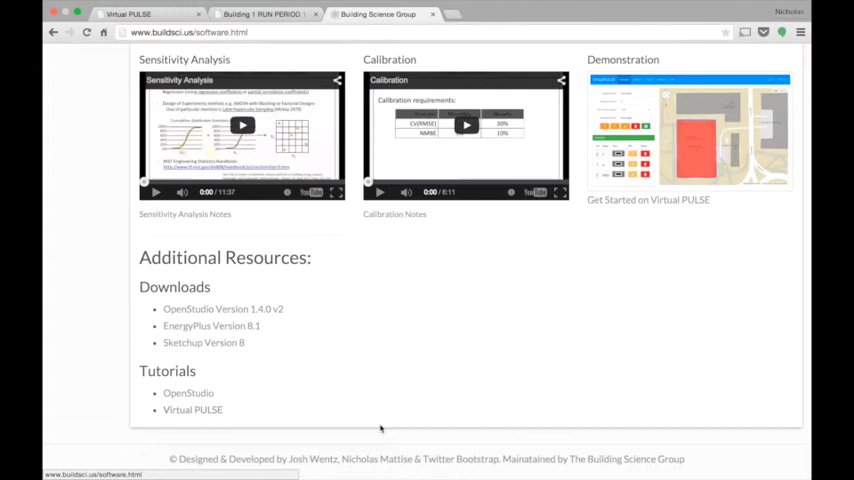 Nicholas
Virtual PULSE
Building 1 RUN PERIOD 1
Building Science Group
www.buildsci.us/software.html
Sensitivity Analysis
Calibration
Demonstration
Sensitivity Analysis
Calibration
Calibration requirements:
CV(RMSE)
30%
NMBE
10%
0:00 / 11:37
YouTube
0:00 / 6:11
YouTube
Sensitivity Analysis Notes
Calibration Notes
Get Started on Virtual PULSE
Additional Resources:
Downloads
• OpenStudio Version 1.4.0 v2
• EnergyPlus Version 8.1
• Sketchup Version 8
Tutorials
• OpenStudio
• Virtual PULSE
© Designed & Developed by Josh Wentz, Nicholas Mattise & Twitter Bootstrap. Mainatained by The Building Science Group
www.buildsci.us/software.html